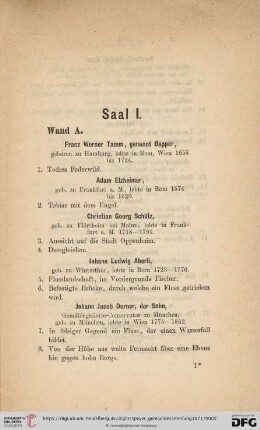 Saal I.
Wand A.
Franz Werner Tamm, genannt Dapper,
geboren zu Hamburg, lebte in Rom, Wien 1658
bis 1724.
1. Todtes Federwild.
Adam Elzheimer,
geb. zu Frankfurt a. M., lebte in Rom 1574
bis 1620.
2. Tobias mit dem Engel.
Christian Georg Schütz,
geb. zu Flörsheim bei Mainz, lebte in Frank-
furt a. M. 1718–1791.
3. Aussicht auf die Stadt Oppenheim.
4. Dessgleichen.
Johann Ludwig Aberli,
geb. zu Winterthur, lebte in Bern 1723–1776.
5. Flusslandschaft, im Vordergrunde Fischer.
6. Befestigte Brücke, durch welche ein Floss getrieben
wird.
Johann Jacob Dorner, der Sohn,
Gemäldegalerie-Conservator zu München,
geb. zu München, lebte in Wien 1775–1852.
7. In felsiger Gegend ein Fluss, der einen Wasserfall
bildet.
8. Von der Höhe aus weite Fernsicht über eine Ebene
bis gegen hohe Berge.
1*
DFG